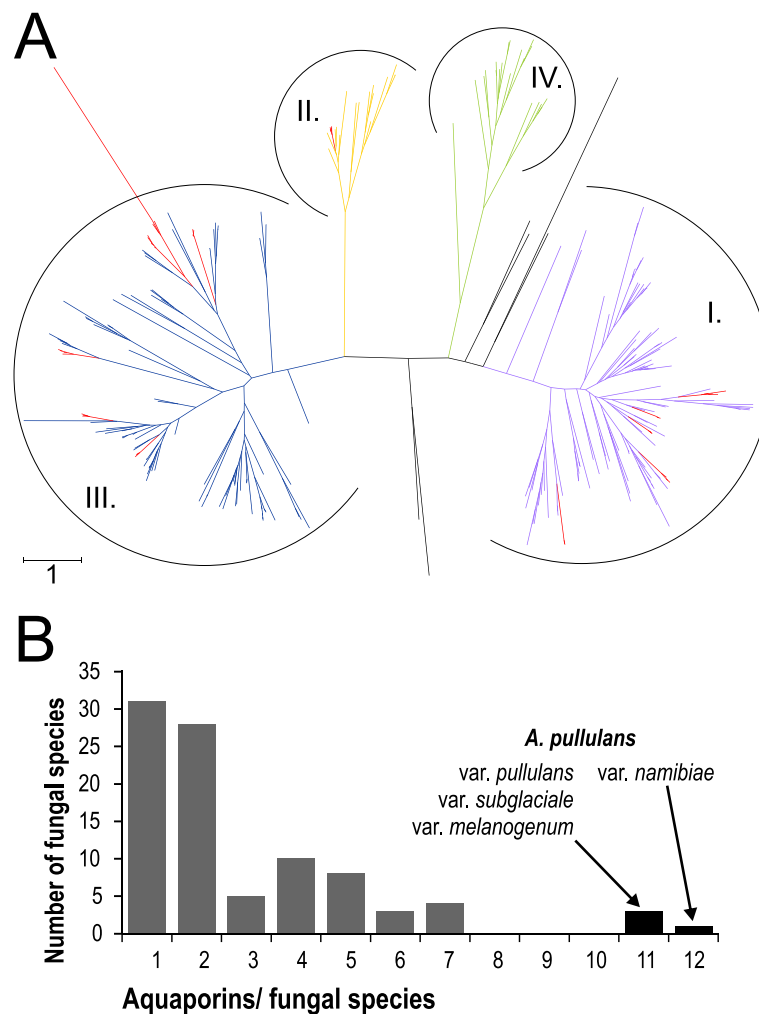 A
II.
IV.
I.
III.
1
B
35
30
25
20
15
10
5
0
Number of fungal species
A. pullulans
var. pullulans var. namibiae
var. subglaciale
var. melanogenum
1 2 3 4 5 6 7 8 9 10 11 12
Aquaporins/ fungal species